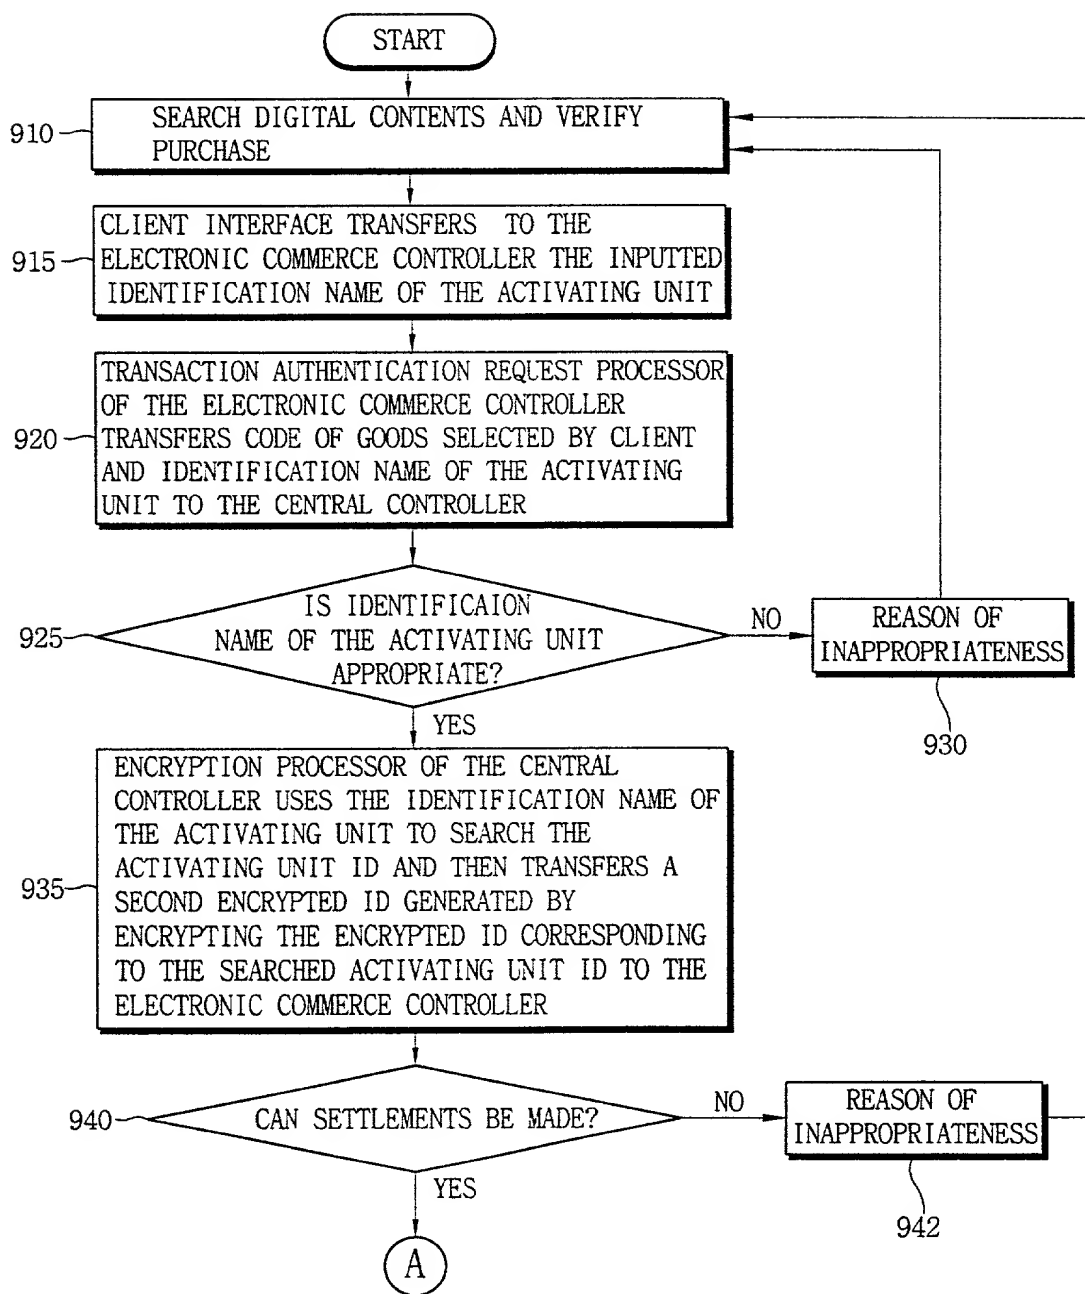 START
910
SEARCH DIGITAL CONTENTS AND VERIFY
PURCHASE
915
CLIENT INTERFACE TRANSFERS TO THE
ELECTRONIC COMMERCE CONTROLLER THE INPUTTED
IDENTIFICATION NAME OF THE ACTIVATING UNIT
920
TRANSACTION AUTHENTICATION REQUEST PROCESSOR
OF THE ELECTRONIC COMMERCE CONTROLLER
TRANSFERS CODE OF GOODS SELECTED BY CLIENT
AND IDENTIFICATION NAME OF THE ACTIVATING
UNIT TO THE CENTRAL CONTROLLER
925
IS IDENTIFICAION
NAME OF THE ACTIVATING UNIT
APPROPRIATE?
NO
REASON OF
INAPPROPRIATENESS
930
YES
935
ENCRYPTION PROCESSOR OF THE CENTRAL
CONTROLLER USES THE IDENTIFICATION NAME OF
THE ACTIVATING UNIT TO SEARCH THE
ACTIVATING UNIT ID AND THEN TRANSFERS A
SECOND ENCRYPTED ID GENERATED BY
ENCRYPTING THE ENCRYPTED ID CORRESPONDING
TO THE SEARCHED ACTIVATING UNIT ID TO THE
ELECTRONIC COMMERCE CONTROLLER
940
CAN SETTLEMENTS BE MADE?
NO
REASON OF
INAPPROPRIATENESS
942
YES
A